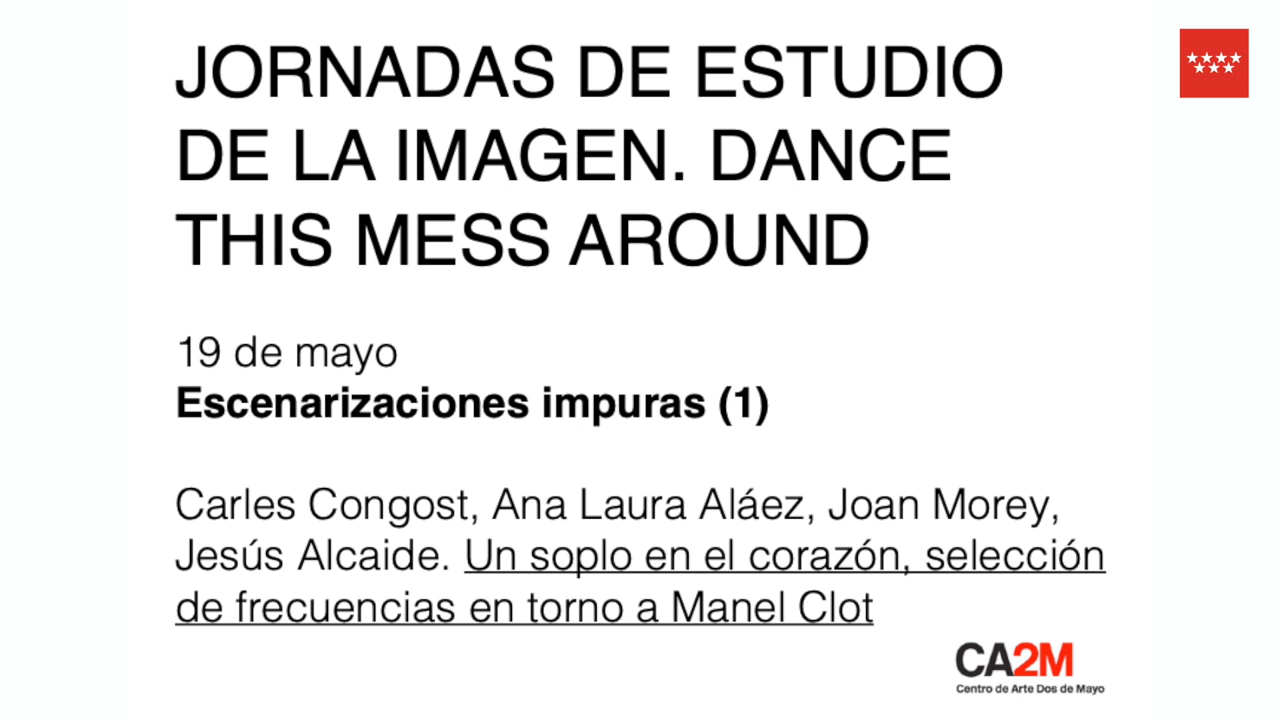 JORNADAS DE ESTUDIO
DE LA IMAGEN. DANCE
THIS MESS AROUND
19 de mayo
Escenarizaciones impuras (1)
Carles Congost, Ana Laura Aláez, Joan Morey,
Jesús Alcaide. Un soplo en el corazón, selección
de frecuencias en torno a Manel Clot
CA2M
Centro de Arte Dos de Mayo